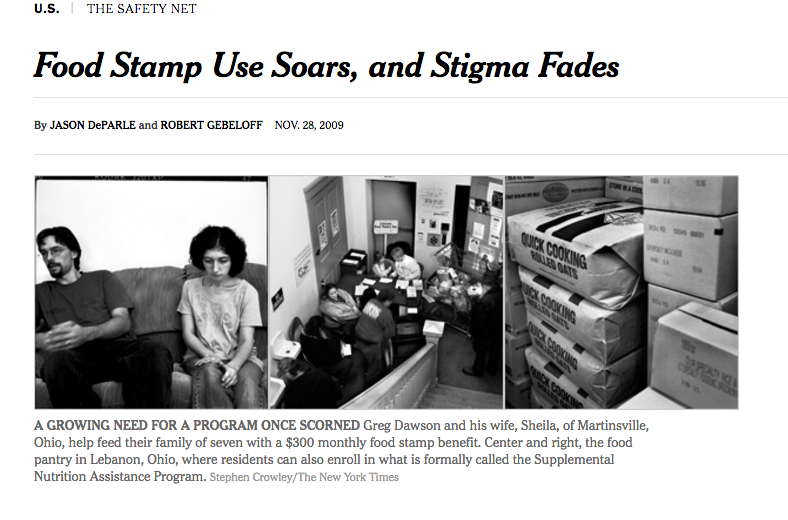 U.S. | THE SAFETY NET
Food Stamp Use Soars, and Stigma Fades
By JASON DePARLE and ROBERT GEBELOFF NOV. 28, 2009
QUICK COOKING
ROLLED OATS
QUICK COOKING
ROLLED OATS
QUICK COOKING
ROLLED OATS
QUICK COOKING
A GROWING NEED FOR A PROGRAM ONCE SCORNED Greg Dawson and his wife, Sheila, of Martinsville,
Ohio, help feed their family of seven with a $300 monthly food stamp benefit. Center and right, the food
pantry in Lebanon, Ohio, where residents can also enroll in what is formally called the Supplemental
Nutrition Assistance Program. Stephen Crowley/The New York Times